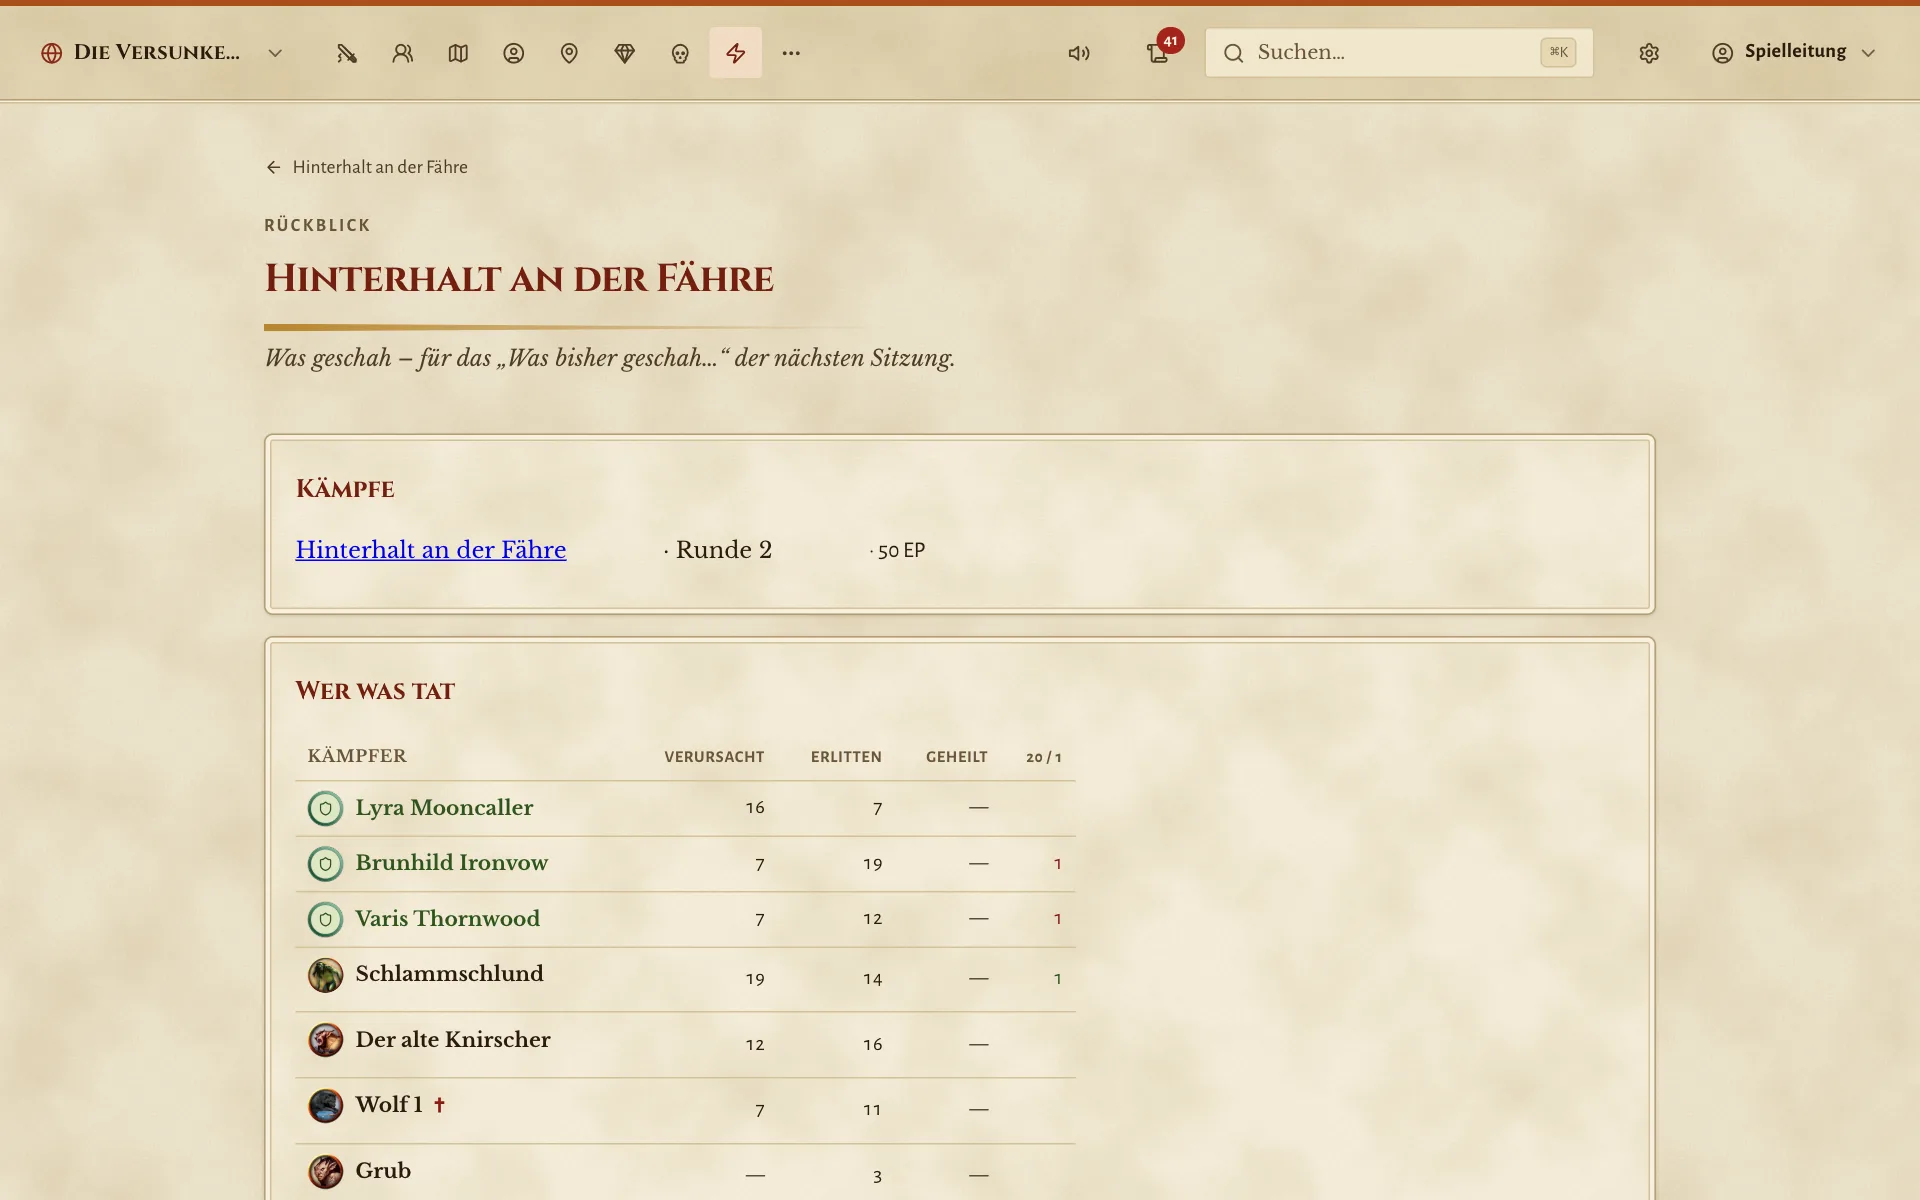 Die Versunke...
41
Suchen...
⌘K
Spielleitung
Hinterhalt an der Fähre
RÜCKBLICK
Hinterhalt an der Fähre
Was geschah – für das „Was bisher geschah...“ der nächsten Sitzung.
Kämpfe
Hinterhalt an der Fähre · Runde 2 · 50 EP
Wer was tat
KÄMPFER VERURSACHT ERLITTEN GEHEILT 20 / 1
Lyra Mooncaller 16 7 —
Brunhild Ironvow 7 19 — 1
Varis Thornwood 7 12 — 1
Schlammschlund 19 14 — 1
Der alte Knirscher 12 16 —
Wolf 1 ✝ 7 11 —
Grub — 3 —